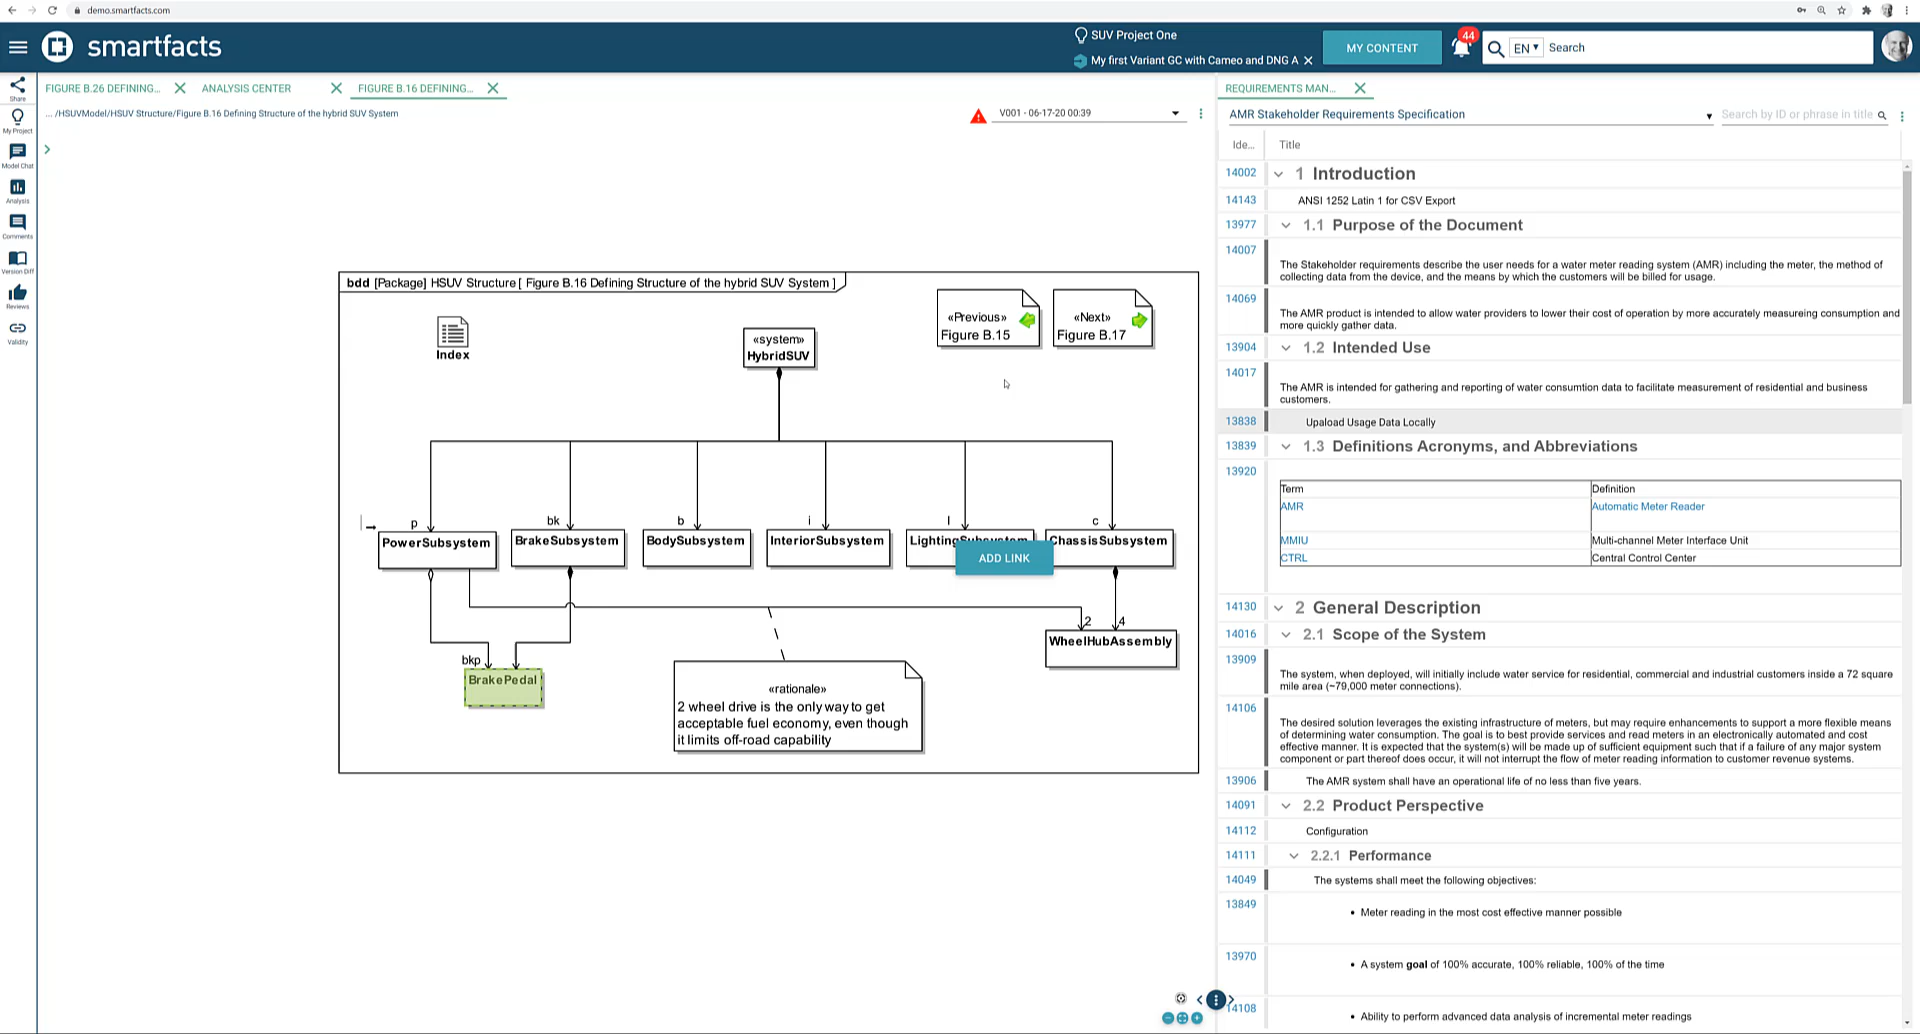 demo.smartfacts.com
smartfacts
SUV Project One
My first Variant GC with Cameo and DNG A
MY CONTENT
44
EN
Search
Share
My Project
Model Chat
Analysis
Comments
Version Diff
Reviews
Validity
FIGURE B.26 DEFINING...
ANALYSIS CENTER
FIGURE B.16 DEFINING...
... /HSUVModel/HSUV Structure/Figure B.16 Defining Structure of the hybrid SUV System
V001 - 06-17-20 00:39
bdd [Package] HSUV Structure [ Figure B.16 Defining Structure of the hybrid SUV System ]
Index
«system»
HybridSUV
«Previous»
Figure B.15
«Next»
Figure B.17
p
bk
b
i
l
c
PowerSubsystem
BrakeSubsystem
BodySubsystem
InteriorSubsystem
LightingSubsystem
ChassisSubsystem
ADD LINK
2
4
WheelHubAssembly
bkp
BrakePedal
«rationale»
2 wheel drive is the only way to get
acceptable fuel economy, even though
it limits off-road capability
REQUIREMENTS MAN...
AMR Stakeholder Requirements Specification
Search by ID or phrase in title
Ide...
Title
14002
1 Introduction
14143
ANSI 1252 Latin 1 for CSV Export
13977
1.1 Purpose of the Document
14007
The Stakeholder requirements describe the user needs for a water meter reading system (AMR) including the meter, the method of
collecting data from the device, and the means by which the customers will be billed for usage.
14069
The AMR product is intended to allow water providers to lower their cost of operation by more accurately measureing consumption and
more quickly gather data.
13904
1.2 Intended Use
14017
The AMR is intended for gathering and reporting of water consumtion data to facilitate measurement of residential and business
customers.
13838
Upaload Usage Data Locally
13839
1.3 Definitions Acronyms, and Abbreviations
13920
Term
Definition
AMR
Automatic Meter Reader
MMIU
Multi-channel Meter Interface Unit
CTRL
Central Control Center
14130
2 General Description
14016
2.1 Scope of the System
13909
The system, when deployed, will initially include water service for residential, commercial and industrial customers inside a 72 square
mile area (~79,000 meter connections).
14106
The desired solution leverages the existing infrastructure of meters, but may require enhancements to support a more flexible means
of determining water consumption. The goal is to best provide services and read meters in an electronically automated and cost
effective manner. It is expected that the system(s) will be made up of sufficient equipment such that if a failure of any major system
component or part thereof does occur, it will not interrupt the flow of meter reading information to customer revenue systems.
13906
The AMR system shall have an operational life of no less than five years.
14091
2.2 Product Perspective
14112
Configuration
14111
2.2.1 Performance
14049
The systems shall meet the following objectives:
13849
• Meter reading in the most cost effective manner possible
13970
• A system goal of 100% accurate, 100% reliable, 100% of the time
14108
• Ability to perform advanced data analysis of incremental meter readings